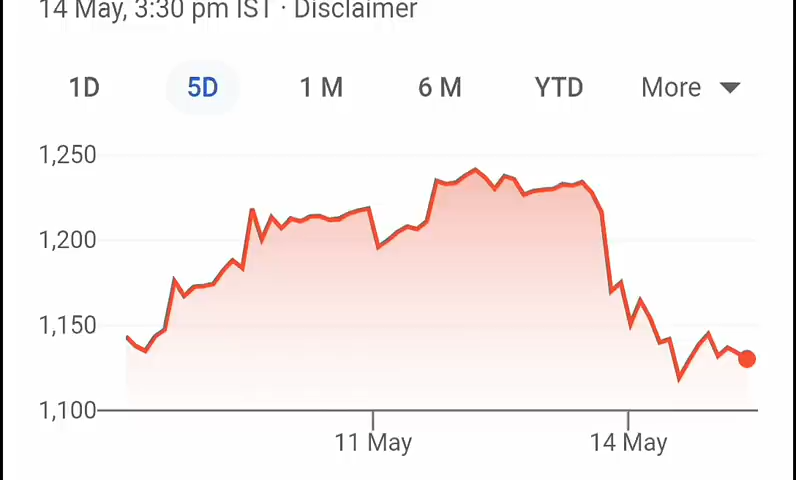 14 May, 3:30 pm IST · Disclaimer
1D 5D 1 M 6 M YTD More
1,250
1,200
1,150
1,100
11 May 14 May